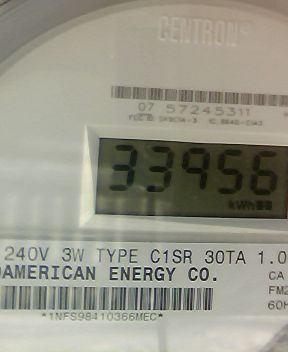 CENTRON®
07 57245311
33956
kWh
240V 3W TYPE C1SR 30TA 1.0
AMERICAN ENERGY CO.
CA
FM2
60H
*1NFS98410366MEC*